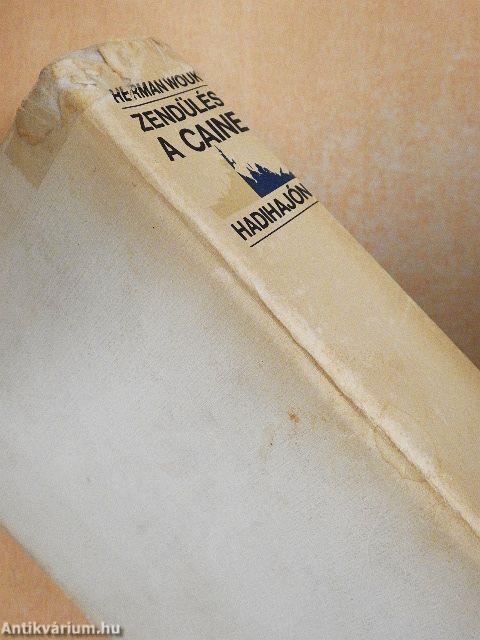 HERMAN WOUK
ZENDÜLÉS
A CAINE
HADIHAJÓN
Antikvárium.hu